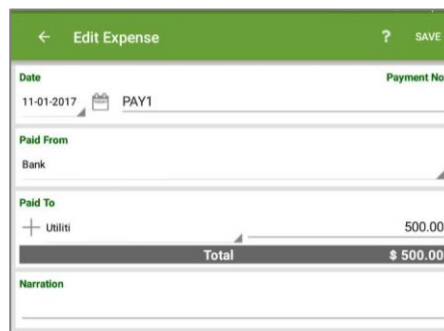 ← Edit Expense ? SAVE
Date Payment No
11-01-2017 PAY1
Paid From
Bank
Paid To
+ Utiliti 500.00
Total $ 500.00
Narration